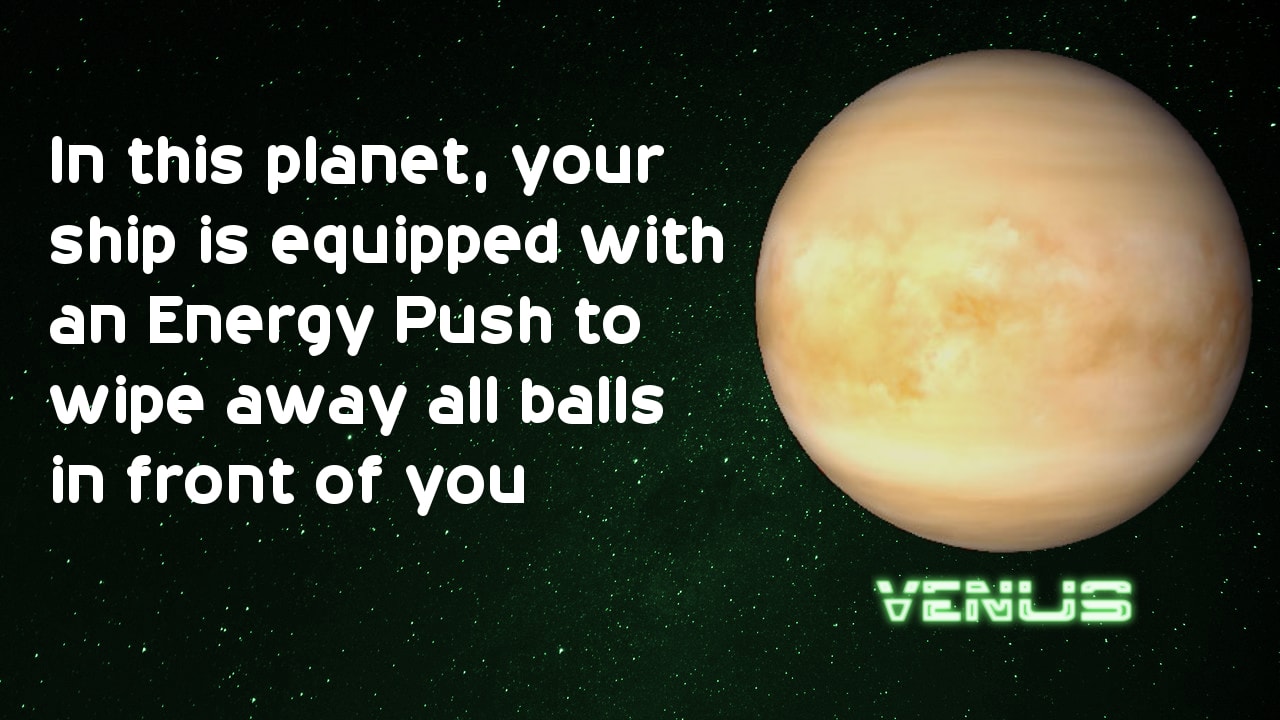 In this planet, your
ship is equipped with
an Energy Push to
wipe away all balls
in front of you
VENUS